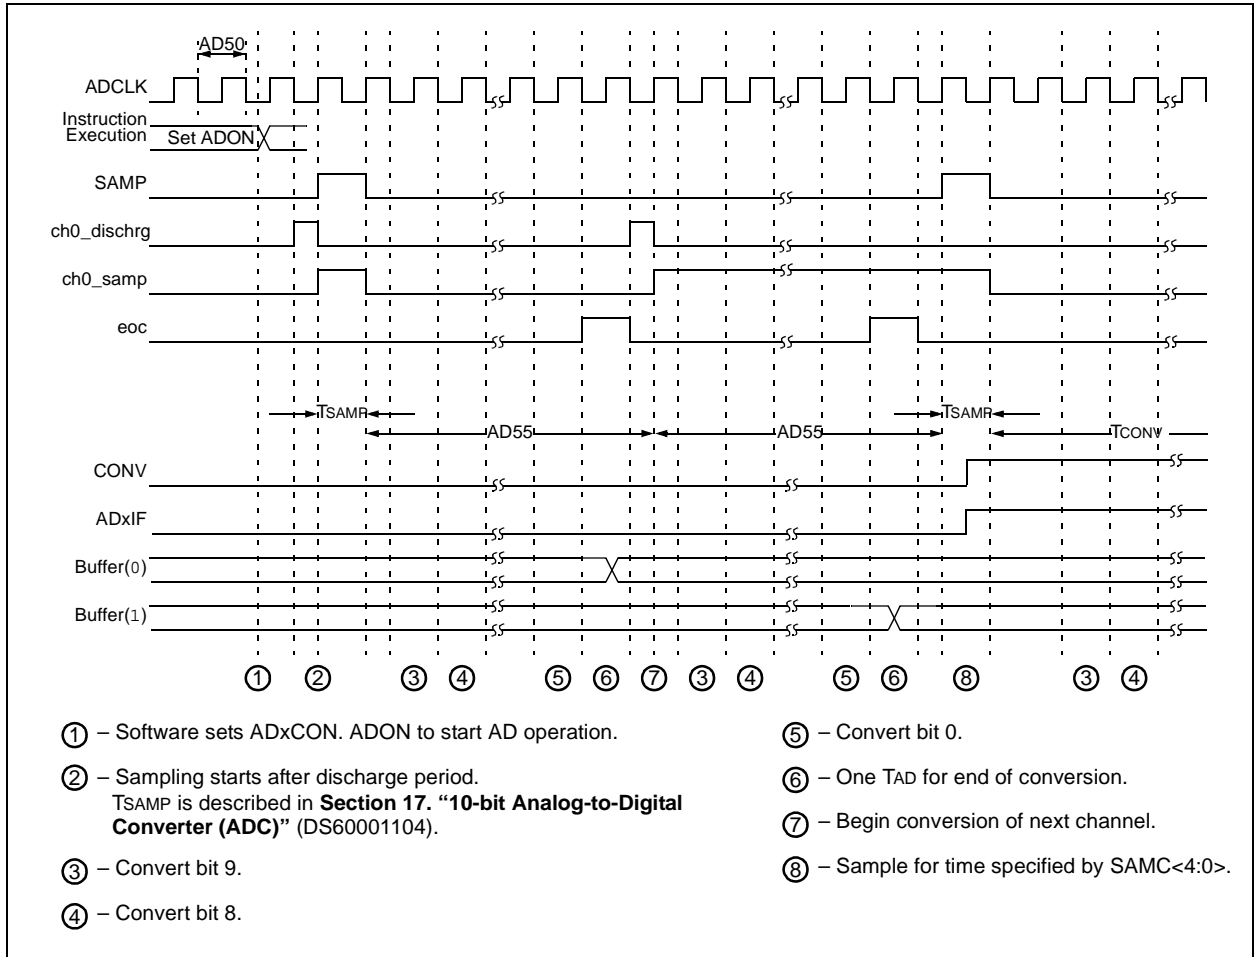 AD50
ADCLK
Instruction
Execution
Set ADON
SAMP
ch0_dischrg
ch0_samp
eoc
TSAMP
TSAMP
AD55
AD55
TCONV
CONV
ADxIF
Buffer(0)
Buffer(1)
1 2 3 4 5 6 7 3 4 5 6 8 3 4
1 – Software sets ADxCON. ADON to start AD operation.
2 – Sampling starts after discharge period.
TSAMP is described in Section 17. “10-bit Analog-to-Digital
Converter (ADC)” (DS60001104).
3 – Convert bit 9.
4 – Convert bit 8.
5 – Convert bit 0.
6 – One TAD for end of conversion.
7 – Begin conversion of next channel.
8 – Sample for time specified by SAMC<4:0>.